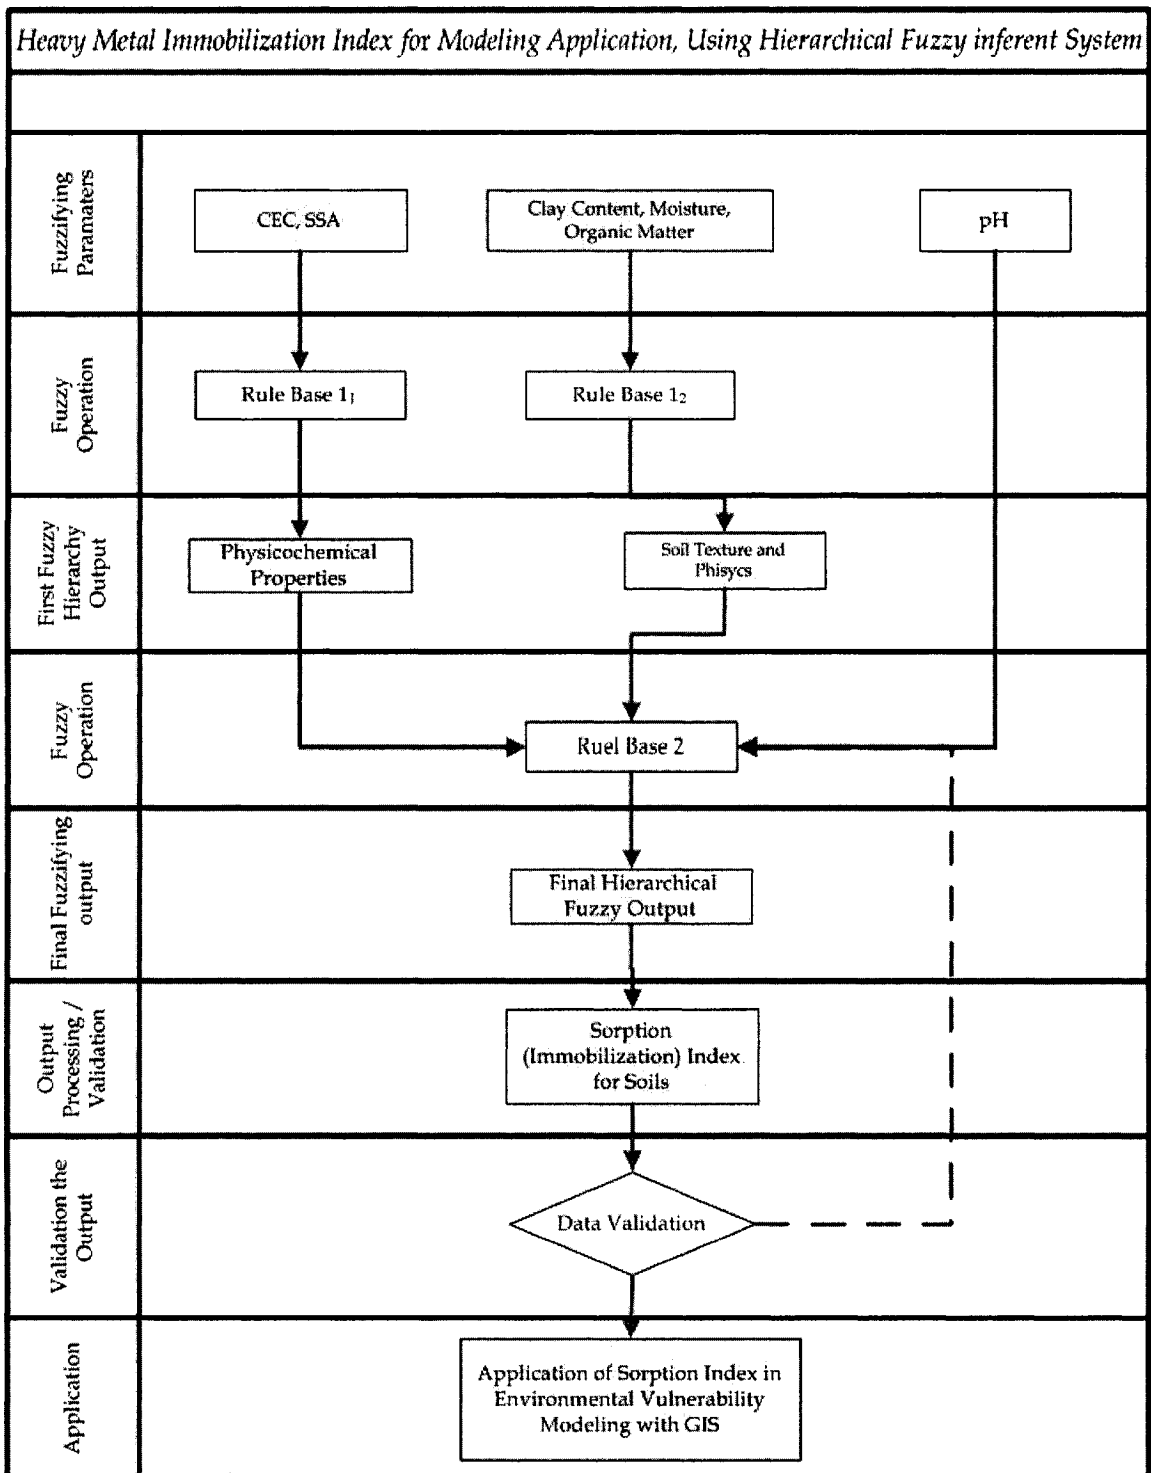 Heavy Metal Immobilization Index for Modeling Application, Using Hierarchical Fuzzy inferent System
Fuzzifying
Paramaters
CEC, SSA
Clay Content, Moisture,
Organic Matter
pH
Fuzzy
Operation
Rule Base 1₁
Rule Base 1₂
First Fuzzy
Hierarchy
Output
Physicochemical
Properties
Soil Texture and
Phisycs
Fuzzy
Operation
Ruel Base 2
Final Fuzzifying
output
Final Hierarchical
Fuzzy Output
Output
Processing /
Validation
Sorption
(Immobilization) Index
for Soils
Validation the
Output
Data Validation
Application
Application of Sorption Index in
Environmental Vulnerability
Modeling with GIS